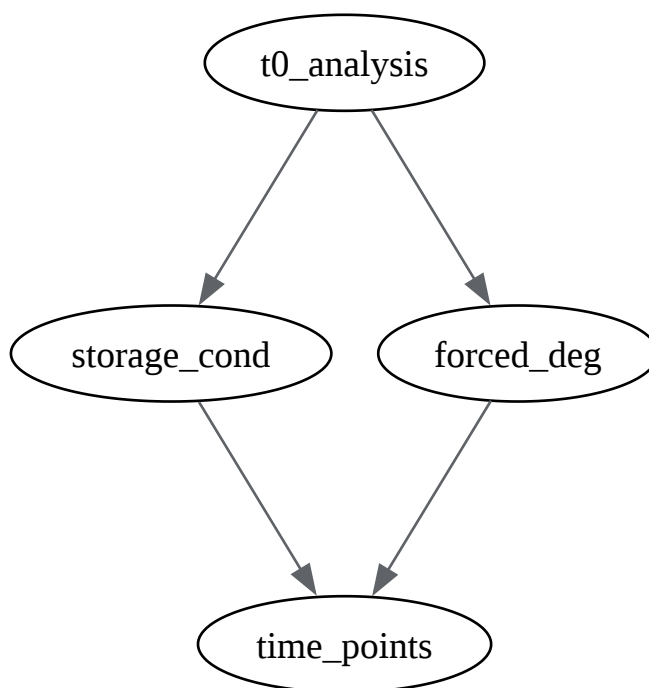 t0_analysis
storage_cond
forced_deg
time_points